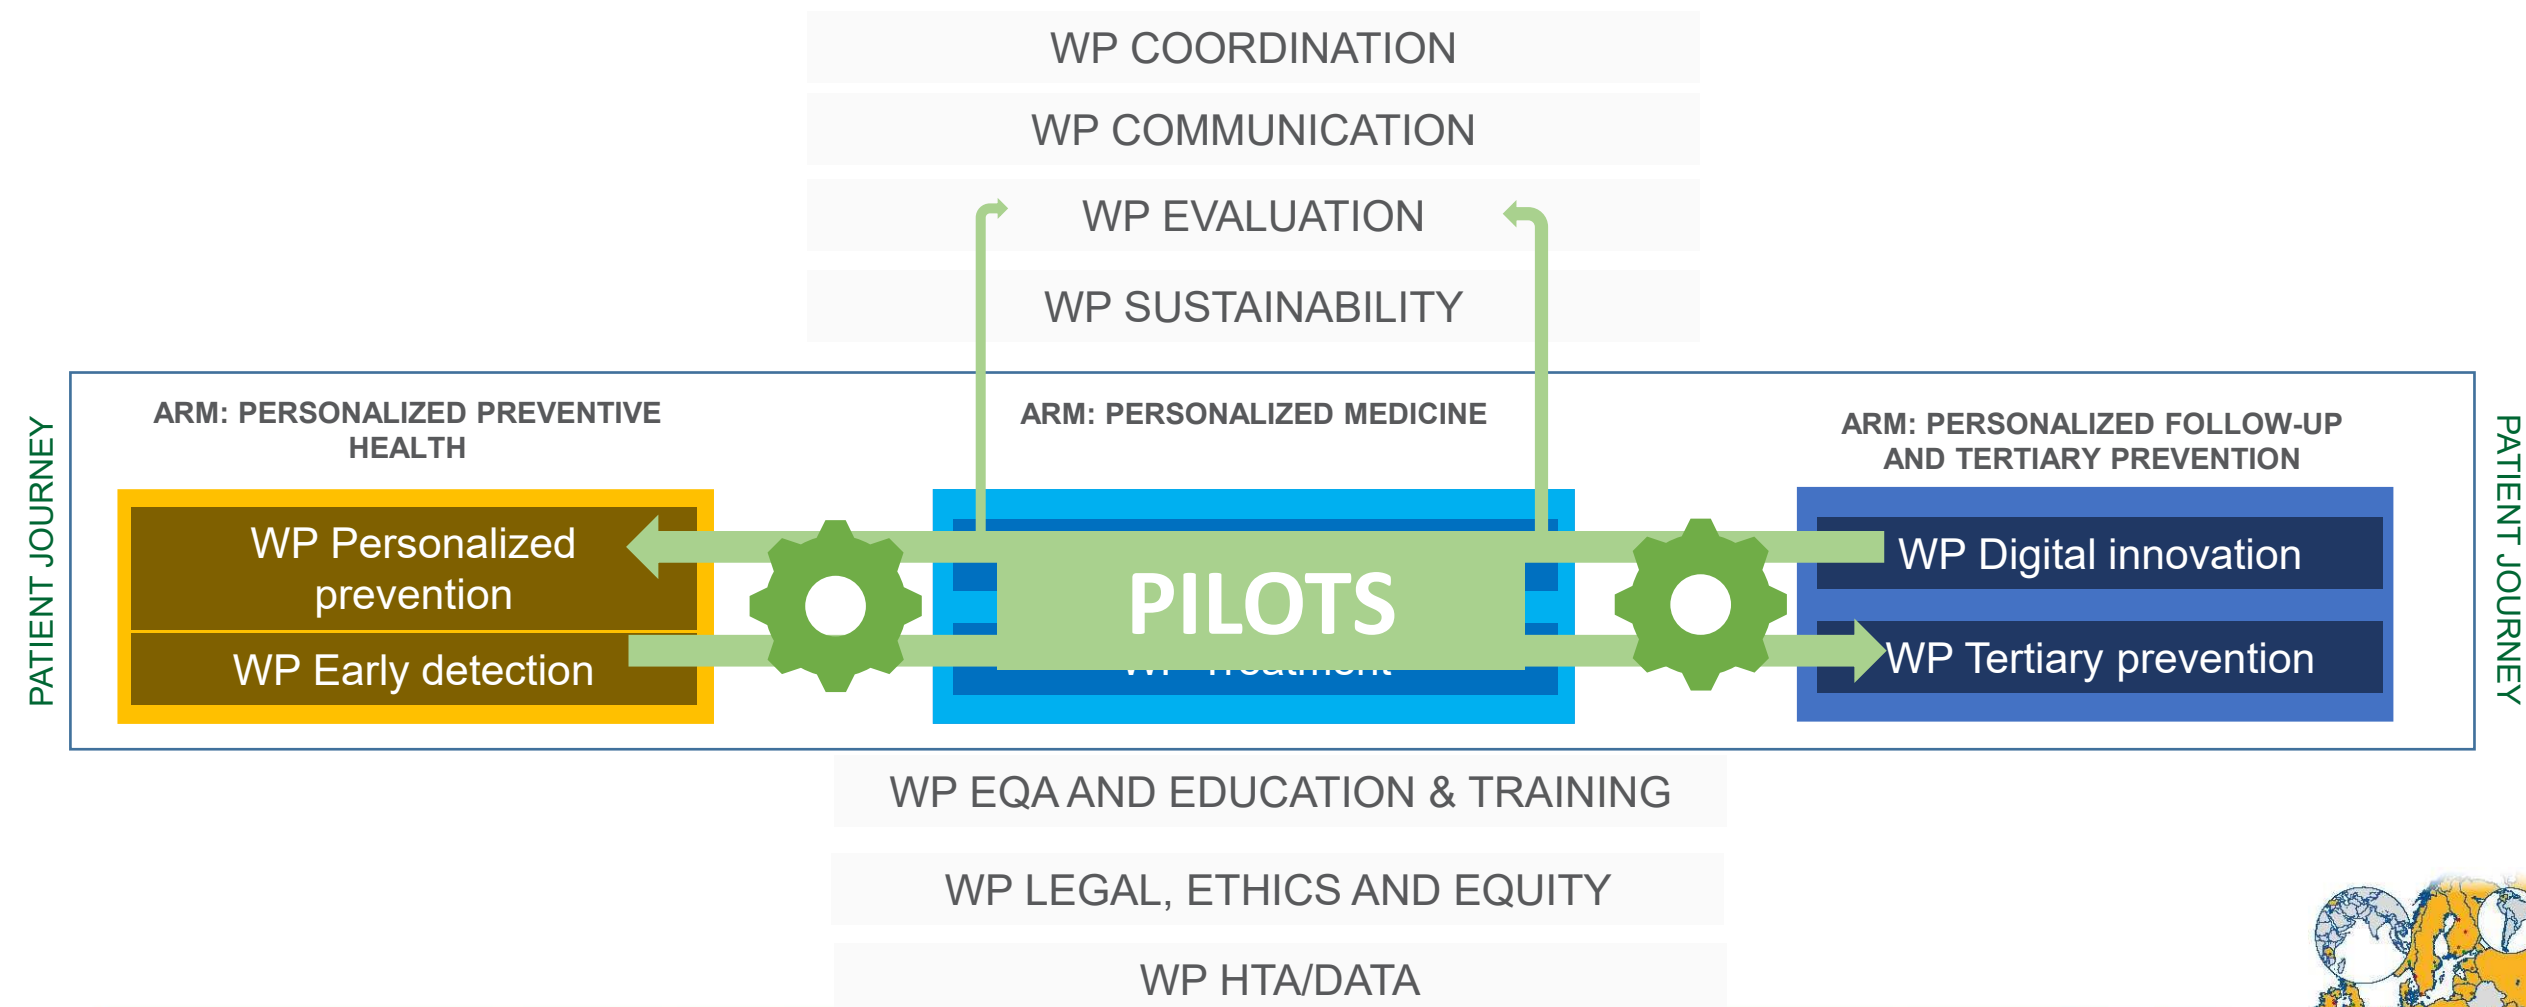 WP COORDINATION
WP COMMUNICATION
WP EVALUATION
WP SUSTAINABILITY
PATIENT JOURNEY
ARM: PERSONALIZED PREVENTIVE
HEALTH
WP Personalized
prevention
WP Early detection
ARM: PERSONALIZED MEDICINE
PILOTS
WP Treatment
ARM: PERSONALIZED FOLLOW-UP
AND TERTIARY PREVENTION
WP Digital innovation
WP Tertiary prevention
PATIENT JOURNEY
WP EQA AND EDUCATION & TRAINING
WP LEGAL, ETHICS AND EQUITY
WP HTA/DATA